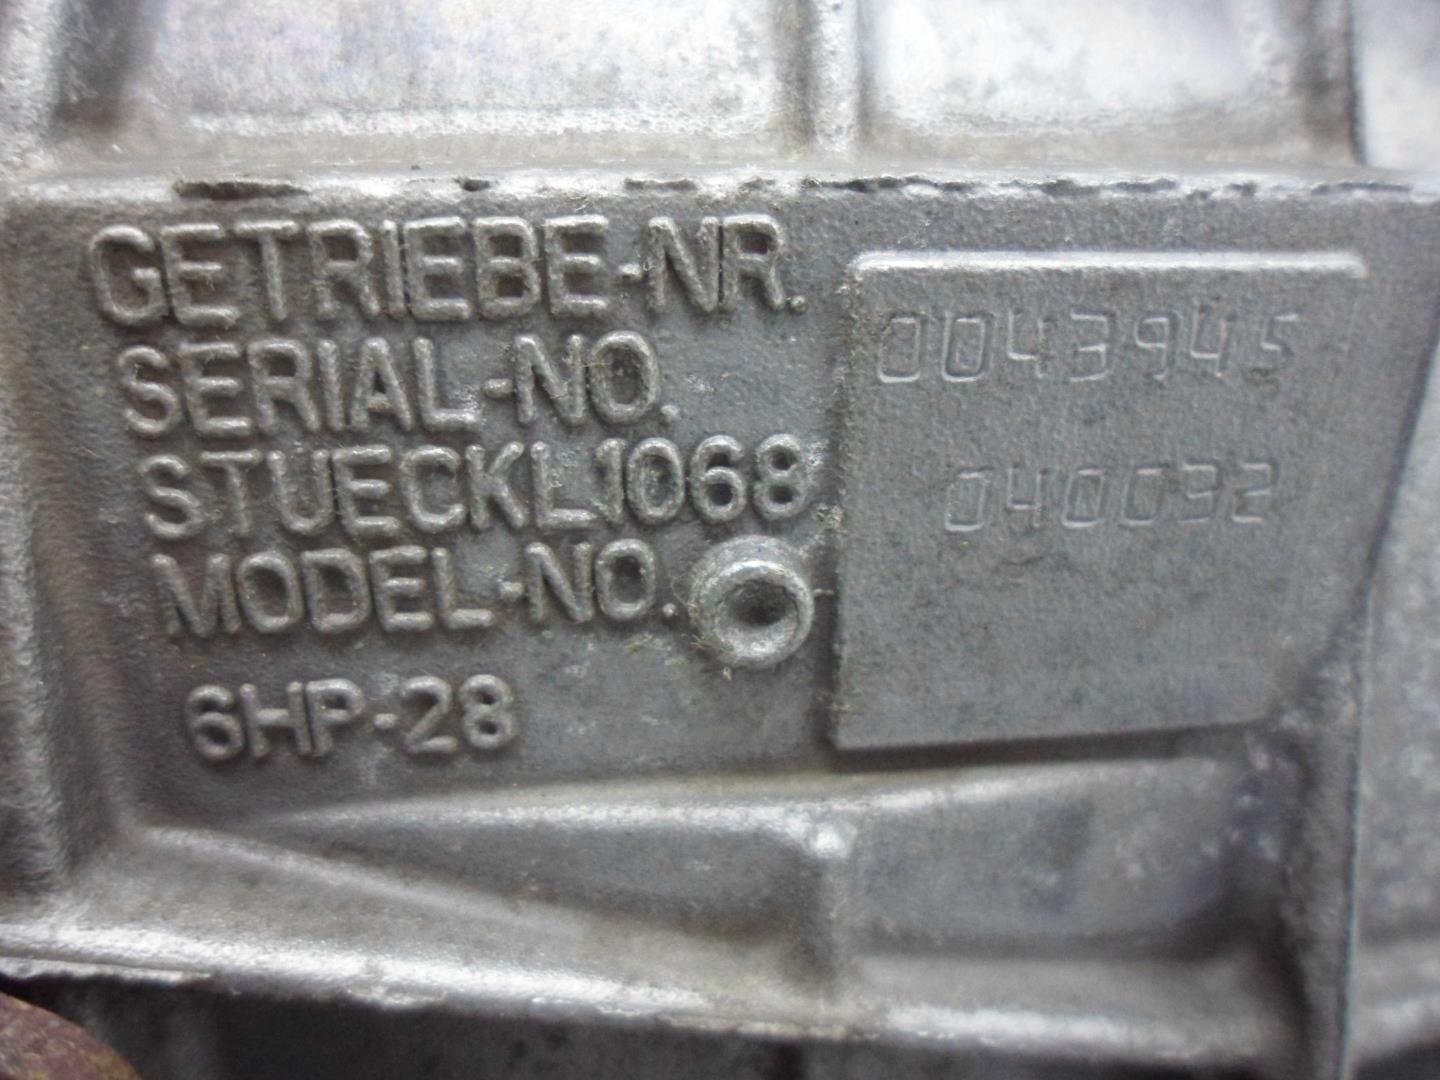 GETRIEBE-NR.
SERIAL-NO. 0043945
STUECKL1068
MODEL-NO. 040032
6HP-28